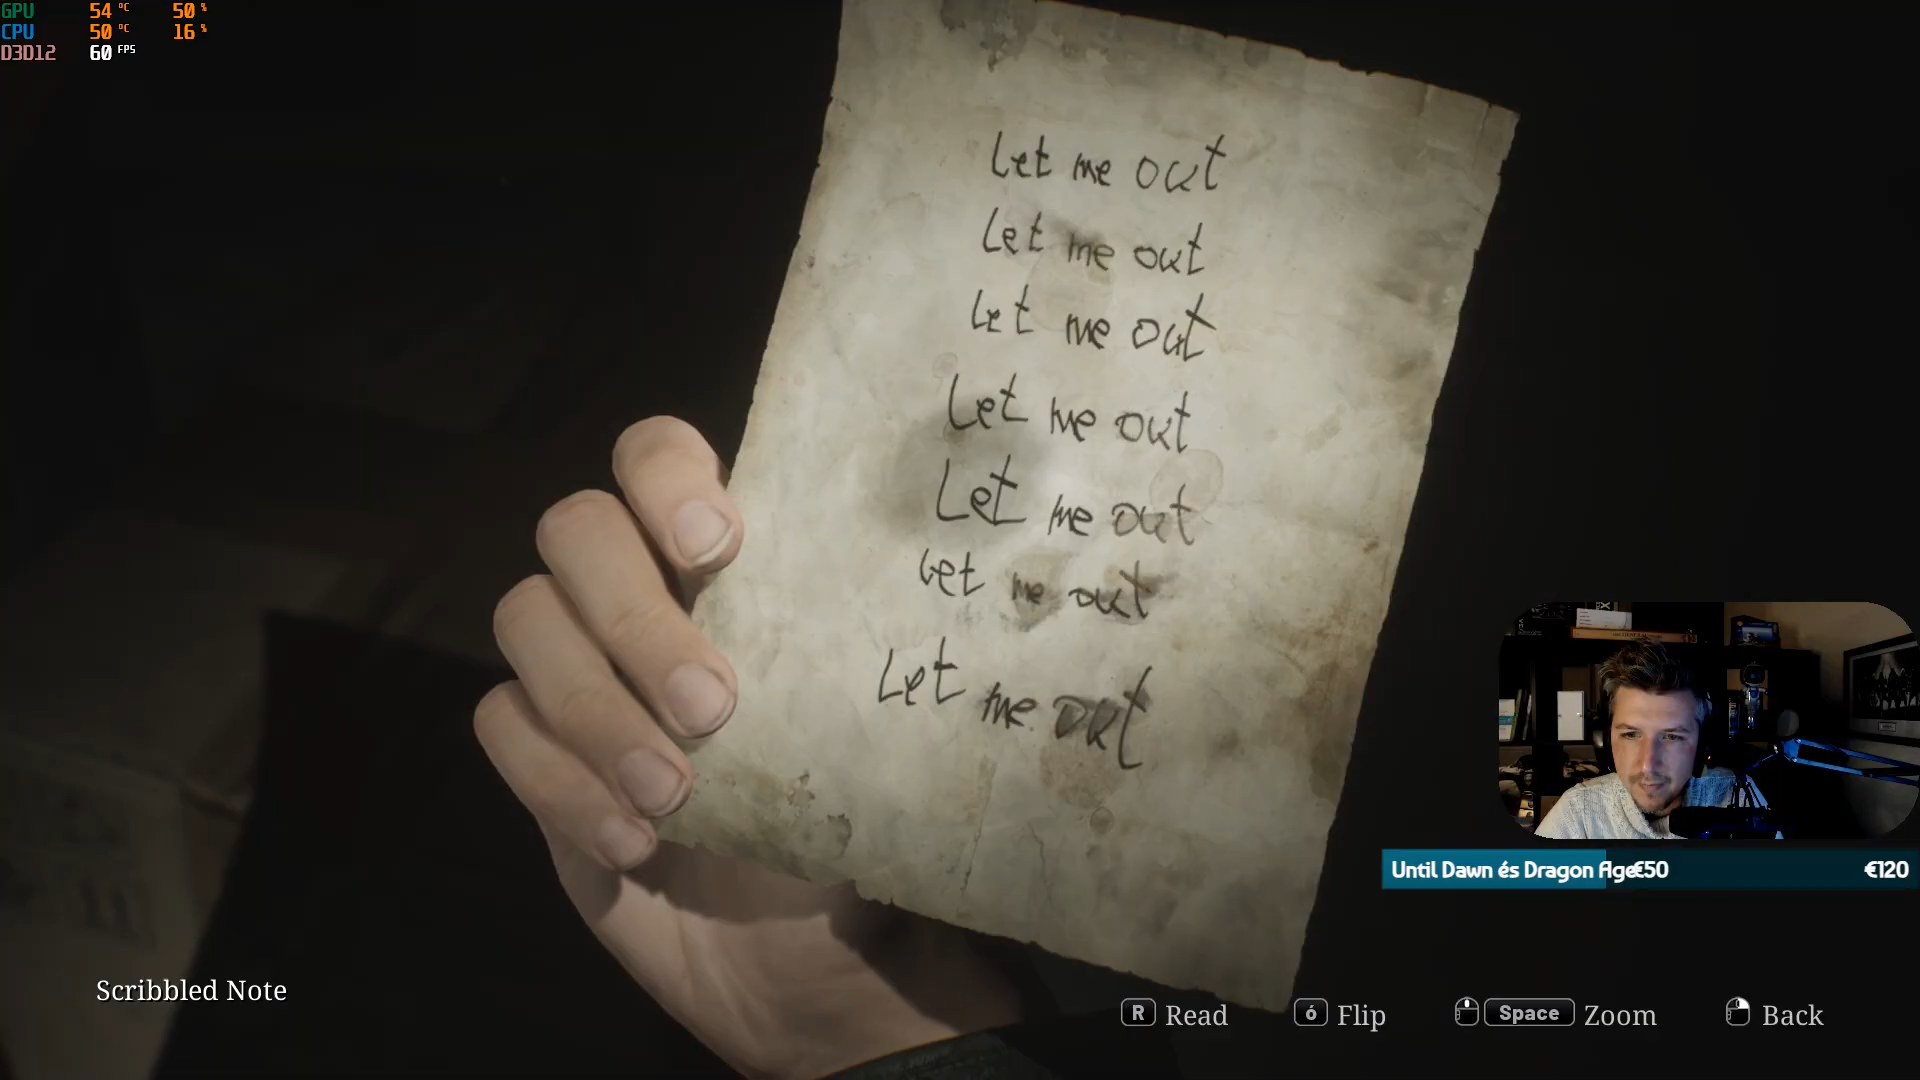 GPU 54 °C 50 %
CPU 50 °C 16 %
D3D12 60 FPS
Let me out
Let me out
Let me out
Let me out
Let me out
Let me out
Let me out
Until Dawn és Dragon Age €50 €120
Scribbled Note
R Read ó Flip Space Zoom Back